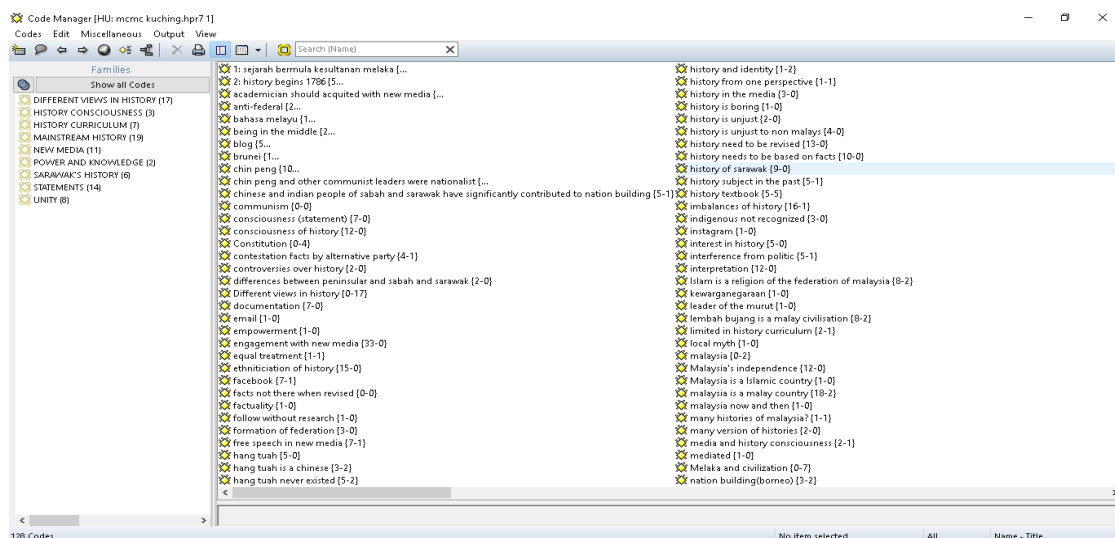 Code Manager [HU: mcmc kuching.hpr7 1]
Codes Edit Miscellaneous Output View
Search (Name)
Families
Show all Codes
DIFFERENT VIEWS IN HISTORY (17)
HISTORY CONSCIOUSNESS (3)
HISTORY CURRICULUM (7)
MAINSTREAM HISTORY (19)
NEW MEDIA (11)
POWER AND KNOWLEDGE (2)
SARAWAK'S HISTORY (6)
STATEMENTS (14)
UNITY (8)
1: sejarah bermula kesultanan melaka {...
2: history begins 1786 {5...
academician should acquited with new media {...
anti-federal {2...
bahasa melayu {1...
being in the middle {2...
blog {5...
brunei {1...
chin peng {10...
chin peng and other communist leaders were nationalist {...
chinese and indian people of sabah and sarawak have significantly contributed to nation building {5-1}
communism {0-0}
consciousness (statement) {7-0}
consciousness of history {12-0}
Constitution {0-4}
contestation facts by alternative party {4-1}
controversies over history {2-0}
differences between peninsular and sabah and sarawak {2-0}
Different views in history {0-17}
documentation {7-0}
email {1-0}
empowerment {1-0}
engagement with new media {33-0}
equal treatment {1-1}
ethniticiation of history {15-0}
facebook {7-1}
facts not there when revised {0-0}
factuality {1-0}
follow without research {1-0}
formation of federation {3-0}
free speech in new media {7-1}
hang tuah {5-0}
hang tuah is a chinese {3-2}
hang tuah never existed {5-2}
history and identity {1-2}
history from one perspective {1-1}
history in the media {3-0}
history is boring {1-0}
history is unjust {2-0}
history is unjust to non malays {4-0}
history need to be revised {13-0}
history needs to be based on facts {10-0}
history of sarawak {9-0}
history subject in the past {5-1}
history textbook {5-5}
imbalances of history {16-1}
indigenous not recognized {3-0}
instagram {1-0}
interest in history {5-0}
interference from politic {5-1}
interpretation {12-0}
Islam is a religion of the federation of malaysia {8-2}
kewarganegaraan {1-0}
leader of the murut {1-0}
lembah bujang is a malay civilisation {8-2}
limited in history curriculum {2-1}
local myth {1-0}
malaysia {0-2}
Malaysia's independence {12-0}
Malaysia is a Islamic country {1-0}
malaysia is a malay country {18-2}
malaysia now and then {1-0}
many histories of malaysia? {1-1}
many version of histories {2-0}
media and history consciousness {2-1}
mediated {1-0}
Melaka and civilization {0-7}
nation building(borneo) {3-2}
128 Codes
No item selected
All
Name - Title